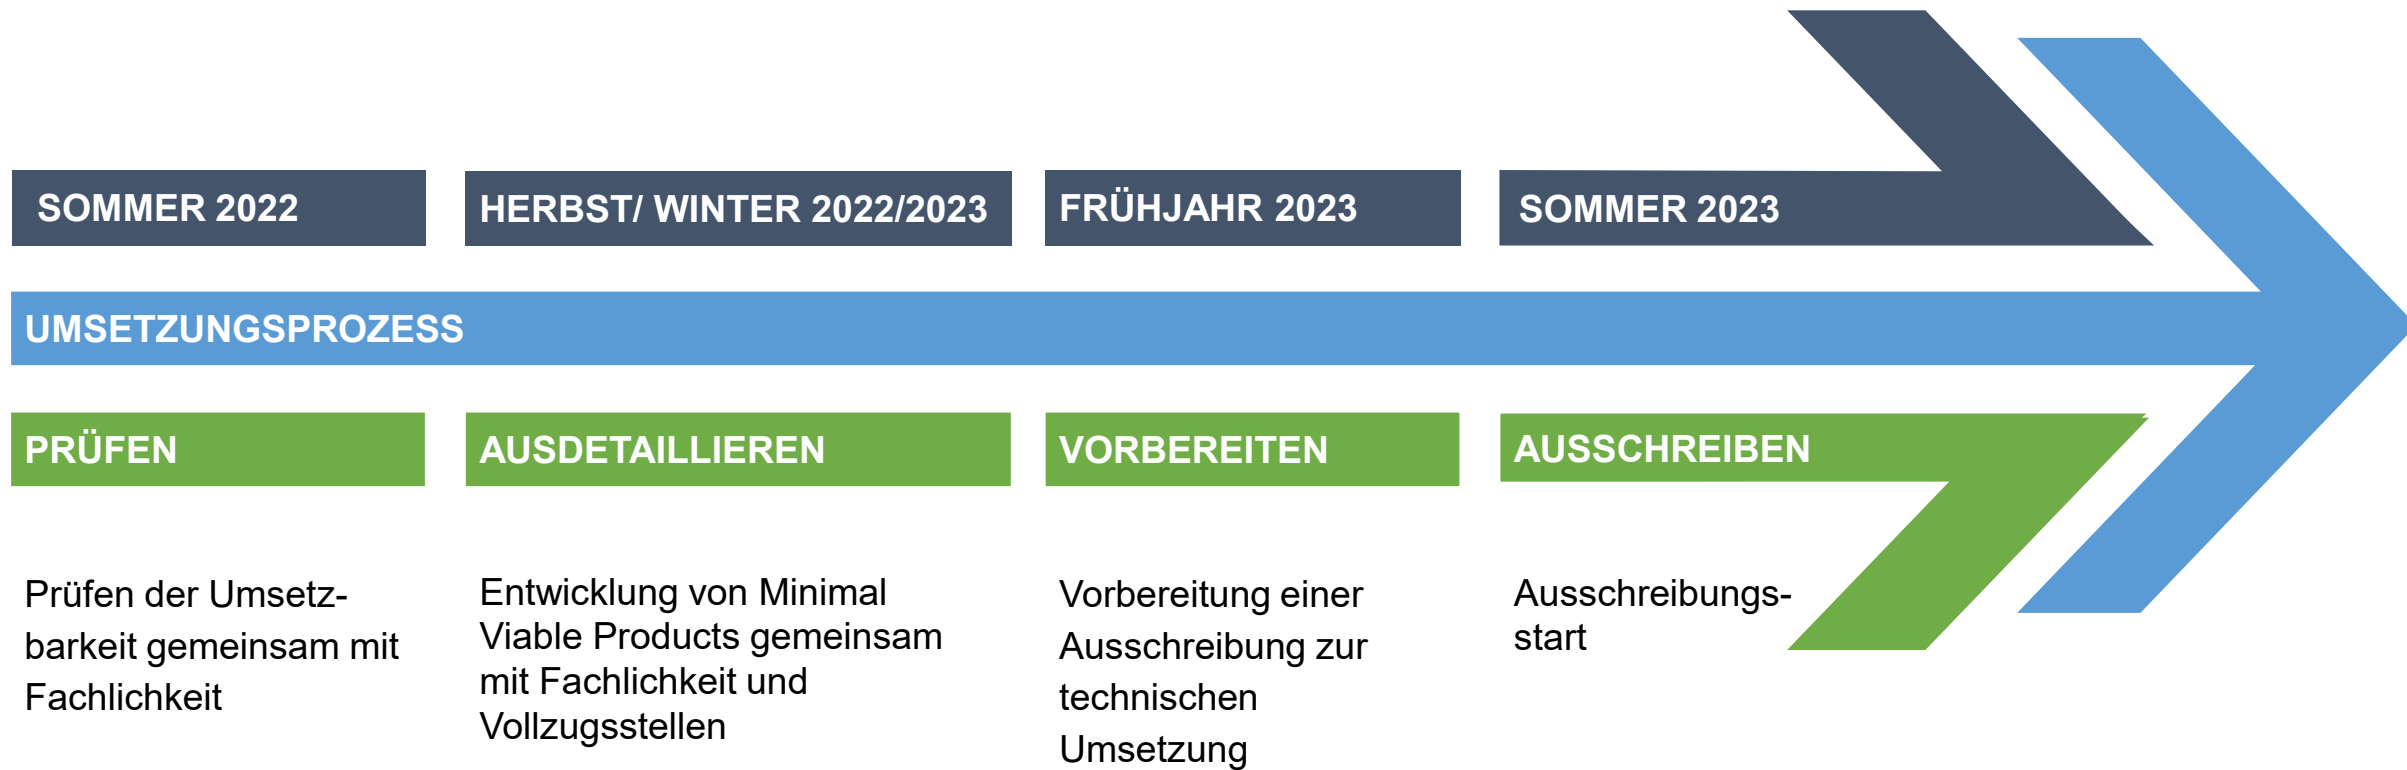 SOMMER 2022
HERBST/ WINTER 2022/2023
FRÜHJAHR 2023
SOMMER 2023
UMSETZUNGSPROZESS
PRÜFEN
AUSDETAILLIEREN
VORBEREITEN
AUSSCHREIBEN
Prüfen der Umsetz-
barkeit gemeinsam mit
Fachlichkeit
Entwicklung von Minimal
Viable Products gemeinsam
mit Fachlichkeit und
Vollzugsstellen
Vorbereitung einer
Ausschreibung zur
technischen
Umsetzung
Ausschreibungs-
start